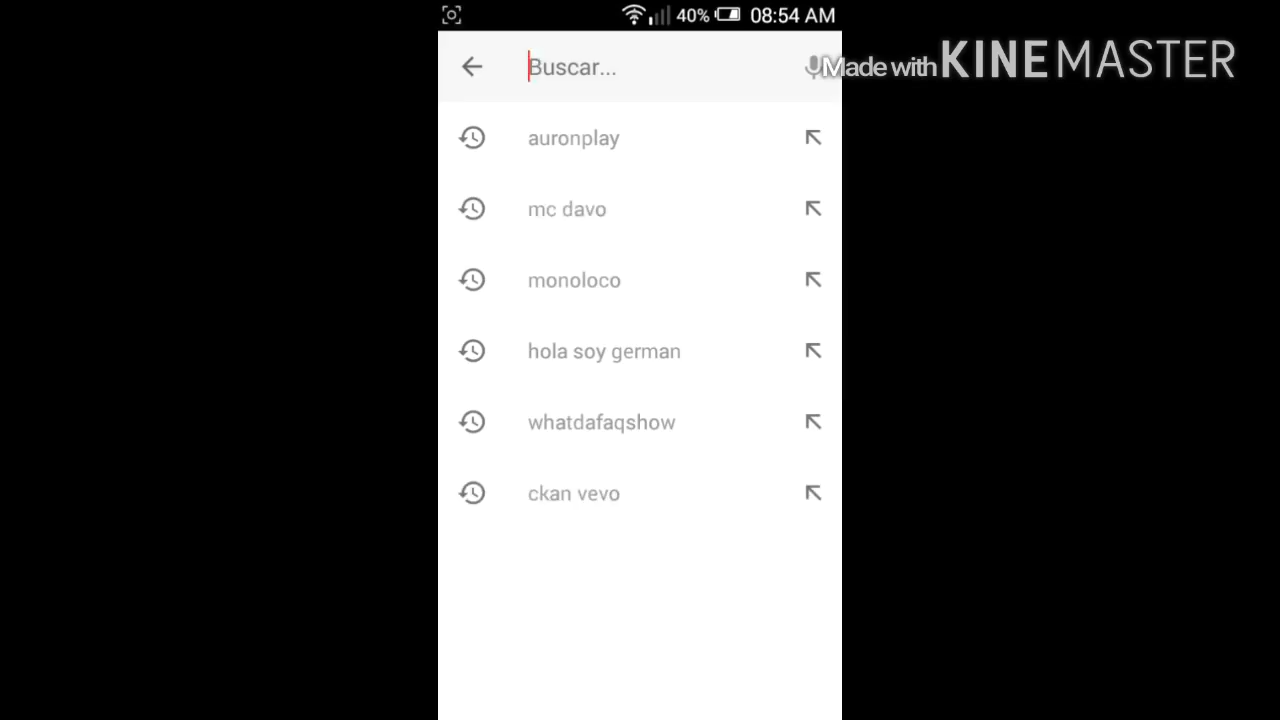 40% 08:54 AM
Buscar...
Made with KINEMASTER
auronplay
mc davo
monoloco
hola soy german
whatdafaqshow
ckan vevo